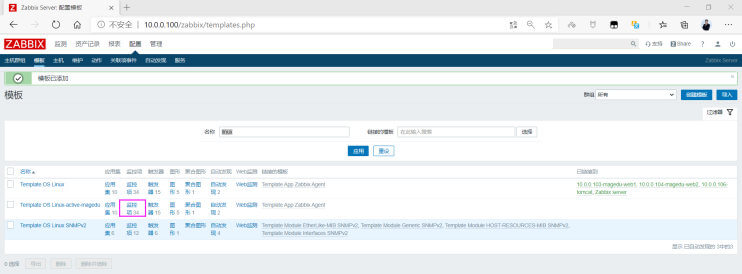 Zabbix Server: 配置模板
不安全 | 10.0.0.100/zabbix/templates.php
ZABBIX 监测 资产记录 报表 配置 管理 支持 Share ?
主机群组 模板 主机 维护 动作 关联项事件 自动发现 服务 Zabbix Server
模板已添加
模板 群组 所有 创建模板 导入
过滤器
名称 链接的模板 在此输入搜索 选择
应用 重设
名称 应用集 监控项 触发器 图形 聚合图形 自动发现 Web监测 链接的模板 已链接到
Template OS Linux 应用集 10 监控项 34 触发器 15 图形 5 聚合图形 1 自动发现 2 Web监测 Template App Zabbix Agent 10.0.0.103-magedu-web1, 10.0.0.104-magedu-web2, 10.0.0.106-tomcat, Zabbix server
Template OS Linux-active-magedu 应用集 10 监控项 34 触发器 15 图形 5 聚合图形 1 自动发现 2 Web监测 Template App Zabbix Agent
Template OS Linux SNMPv2 应用集 6 监控项 12 触发器 6 图形 1 聚合图形 自动发现 4 Web监测 Template Module EtherLike-MIB SNMPv2, Template Module Generic SNMPv2, Template Module HOST-RESOURCES-MIB SNMPv2, Template Module Interfaces SNMPv2
显示 已自动发现的 3中的3
0 选择 导出 删除 删除并清除